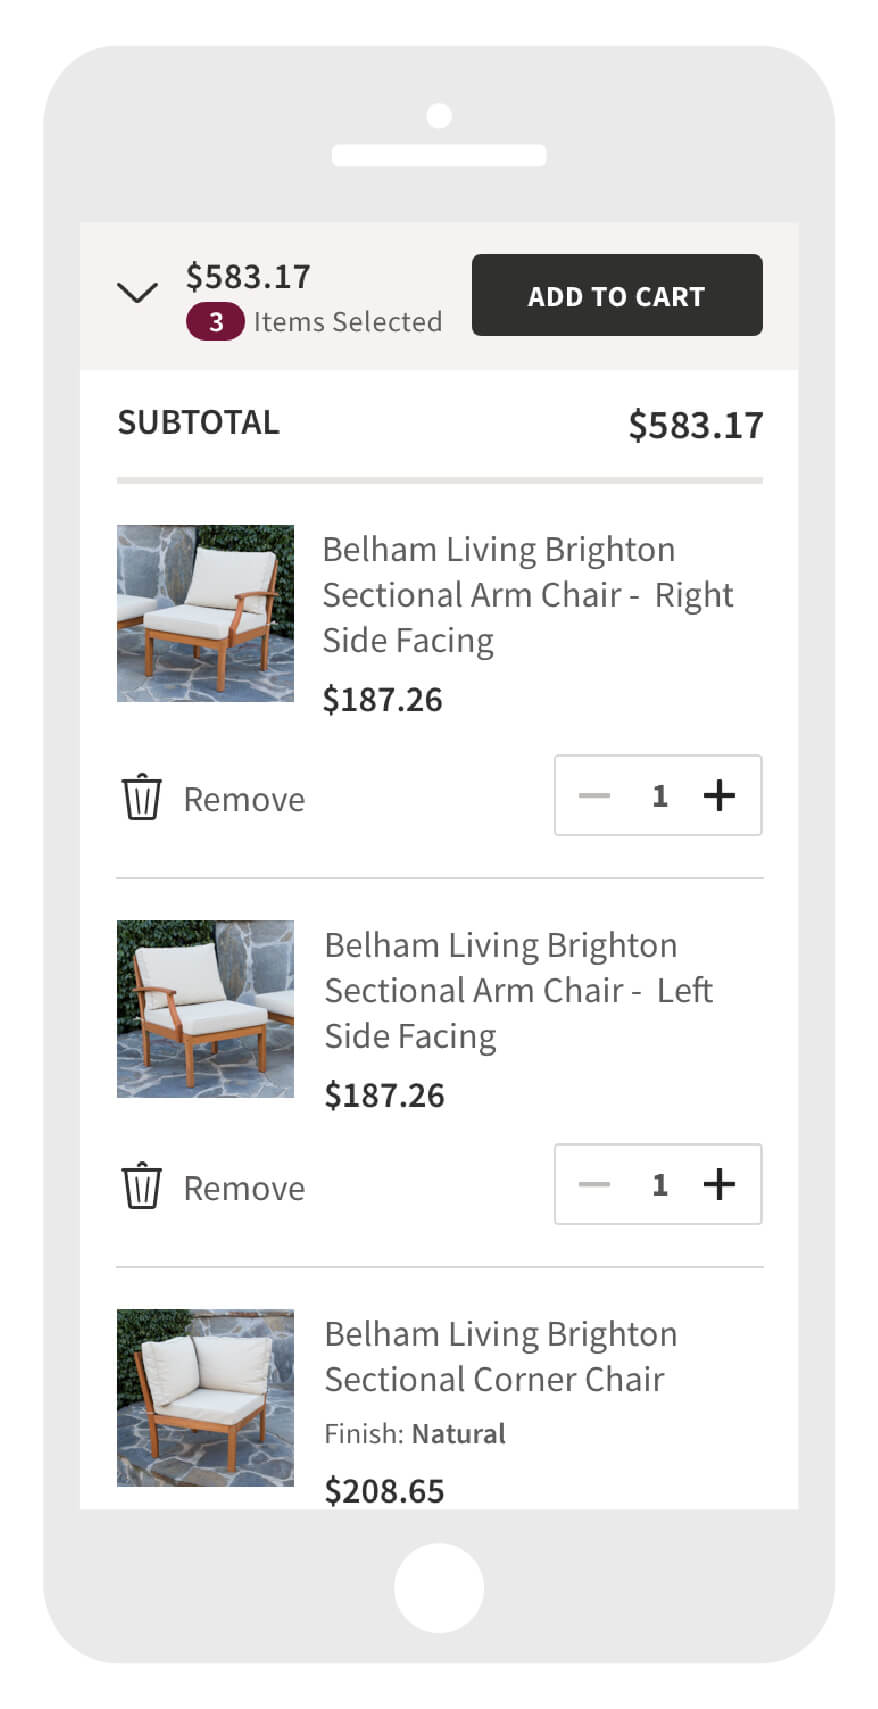 $583.17
3 Items Selected
ADD TO CART
SUBTOTAL
$583.17
Belham Living Brighton
Sectional Arm Chair - Right
Side Facing
$187.26
Remove
1
Belham Living Brighton
Sectional Arm Chair - Left
Side Facing
$187.26
Remove
1
Belham Living Brighton
Sectional Corner Chair
Finish: Natural
$208.65